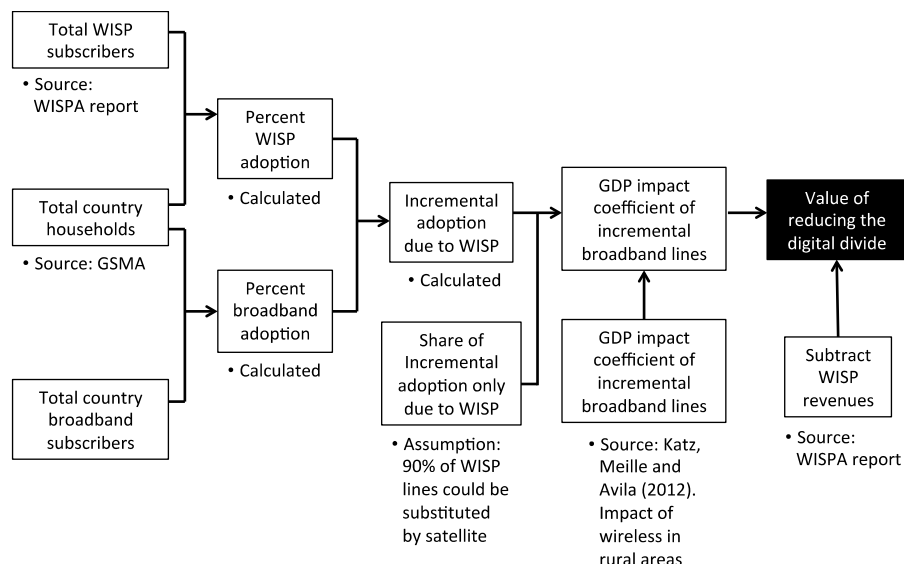 Total WISP
subscribers
• Source:
WISPA report
Total country
households
• Source: GSMA
Total country
broadband
subscribers
Percent
WISP
adoption
• Calculated
Percent
broadband
adoption
• Calculated
Incremental
adoption
due to WISP
• Calculated
Share of
Incremental
adoption only
due to WISP
• Assumption:
90% of WISP
lines could be
substituted
by satellite
GDP impact
coefficient of
incremental
broadband lines
GDP impact
coefficient of
incremental
broadband lines
• Source: Katz,
Meille and
Avila (2012).
Impact of
wireless in
rural areas
Value of
reducing the
digital divide
Subtract
WISP
revenues
• Source:
WISPA report